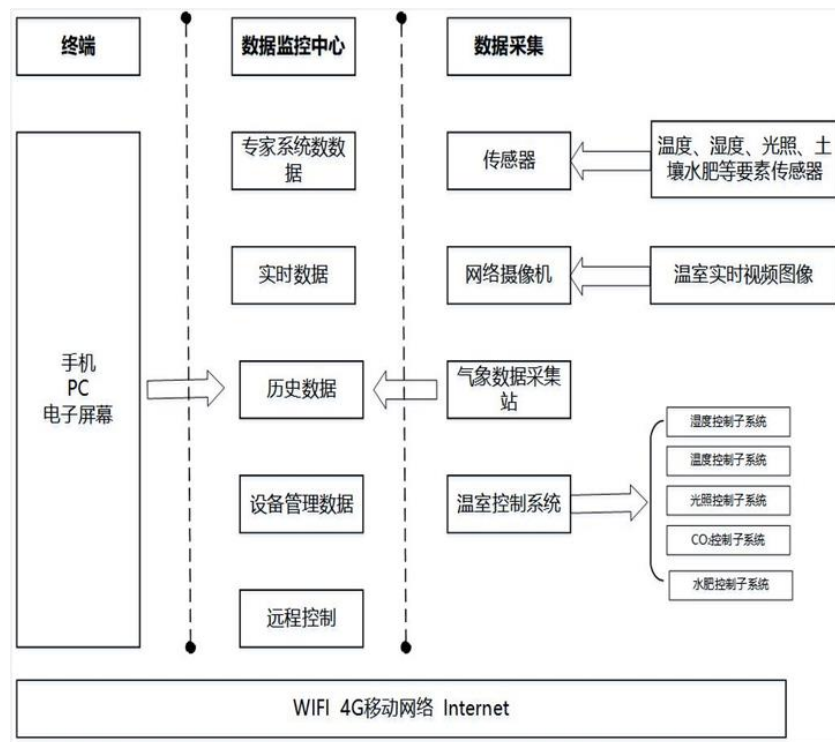 终端
数据监控中心
数据采集
专家系统数数
据
传感器
温度、湿度、光照、土
壤水肥等要素传感器
实时数据
网络摄像机
温室实时视频图像
手机
PC
电子屏幕
历史数据
气象数据采集
站
湿度控制子系统
温度控制子系统
光照控制子系统
CO₂控制子系统
水肥控制子系统
设备管理数据
温室控制系统
远程控制
WIFI 4G移动网络 Internet